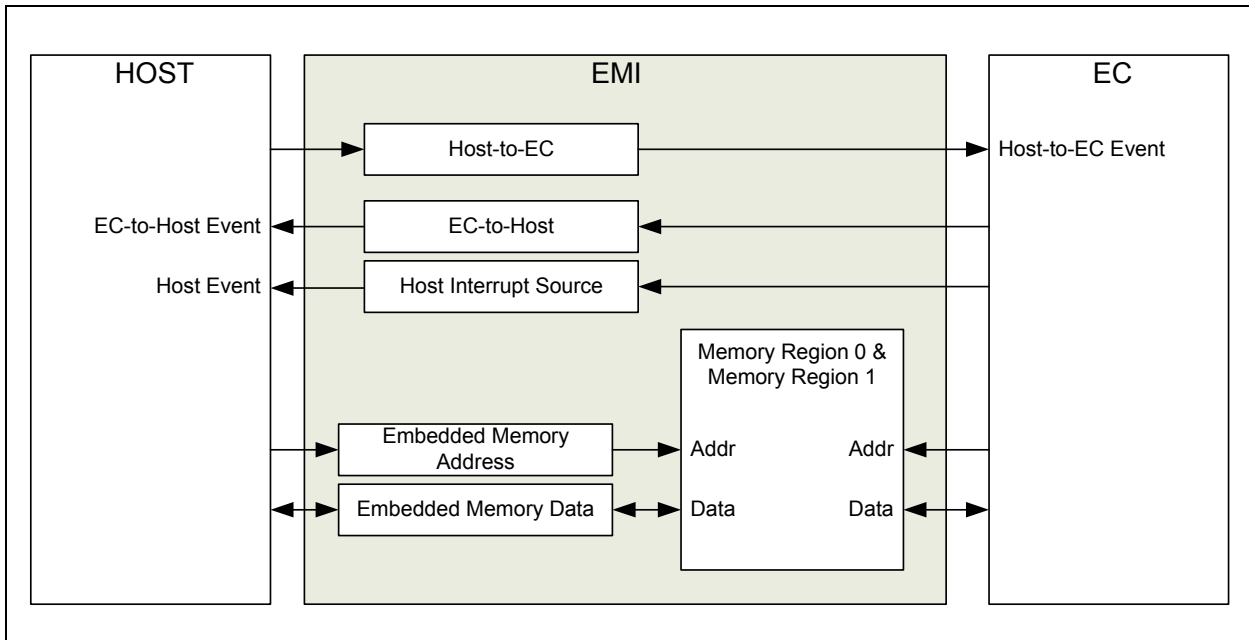 HOST
EMI
EC
Host-to-EC
Host-to-EC Event
EC-to-Host Event
EC-to-Host
Host Event
Host Interrupt Source
Memory Region 0 &
Memory Region 1
Embedded Memory
Address
Addr
Addr
Embedded Memory Data
Data
Data